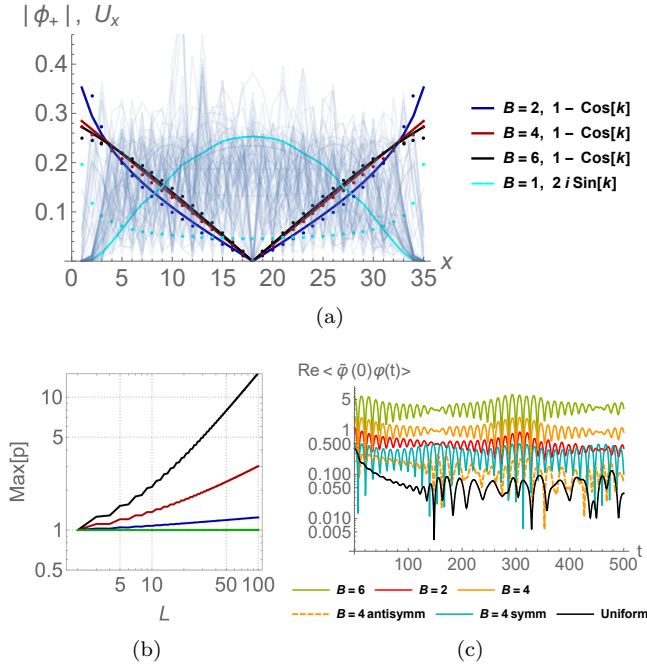 | ϕ₊ |, Uₓ
0.4
0.3
0.2
0.1
0 5 10 15 20 25 30 35 x
B = 2, 1 − Cos[k]
B = 4, 1 − Cos[k]
B = 6, 1 − Cos[k]
B = 1, 2 i Sin[k]
(a)
Max[p]
10
5
1
0.5
5 10 50 100
L
(b)
Re < φ̃(0) φ(t) >
5
1
0.500
0.100
0.050
0.010
0.005
100 200 300 400 500 t
B = 6 B = 2 B = 4
B = 4 antisymm B = 4 symm Uniform
(c)